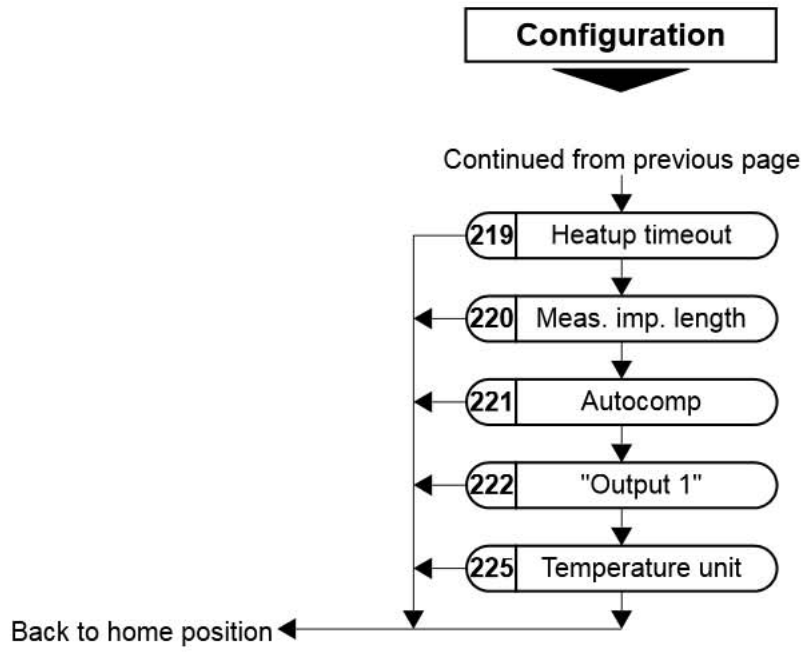 Configuration
Continued from previous page
219 Heatup timeout
220 Meas. imp. length
221 Autocomp
222 "Output 1"
225 Temperature unit
Back to home position